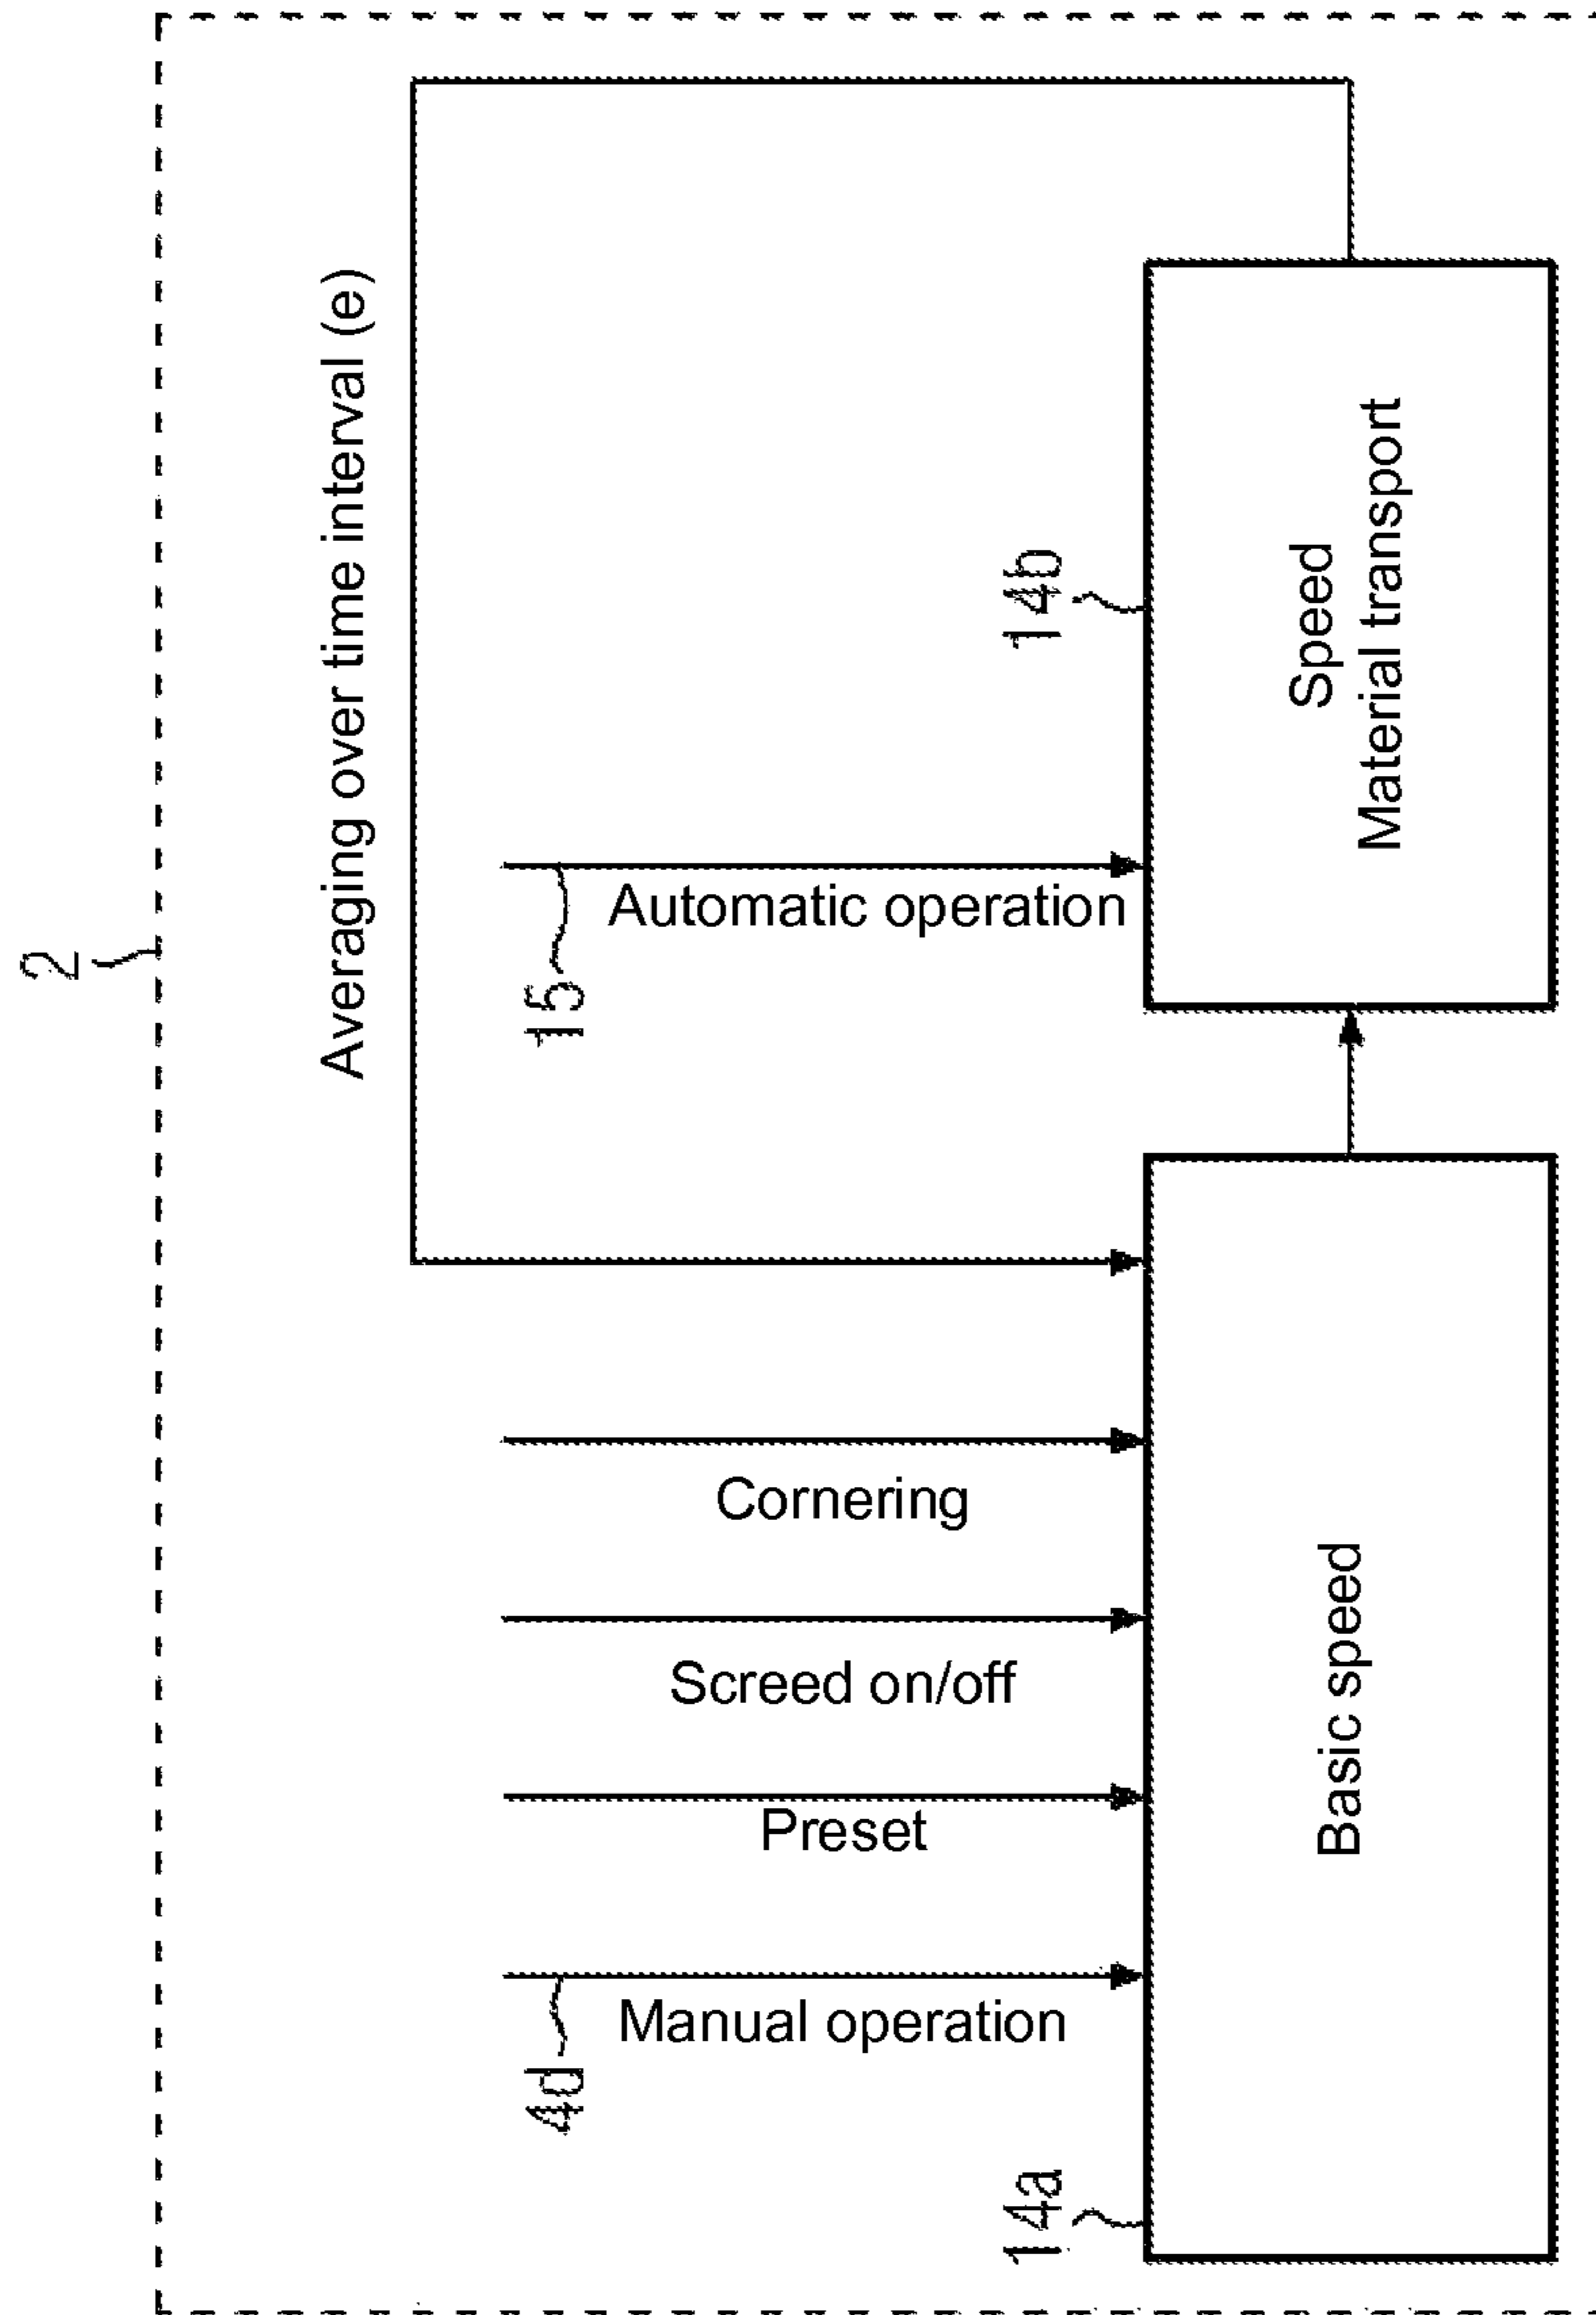 2
Averaging over time interval (e)
4d
Manual operation
Preset
Screed on/off
Cornering
15
Automatic operation
14a
Basic speed
14b
Speed
Material transport